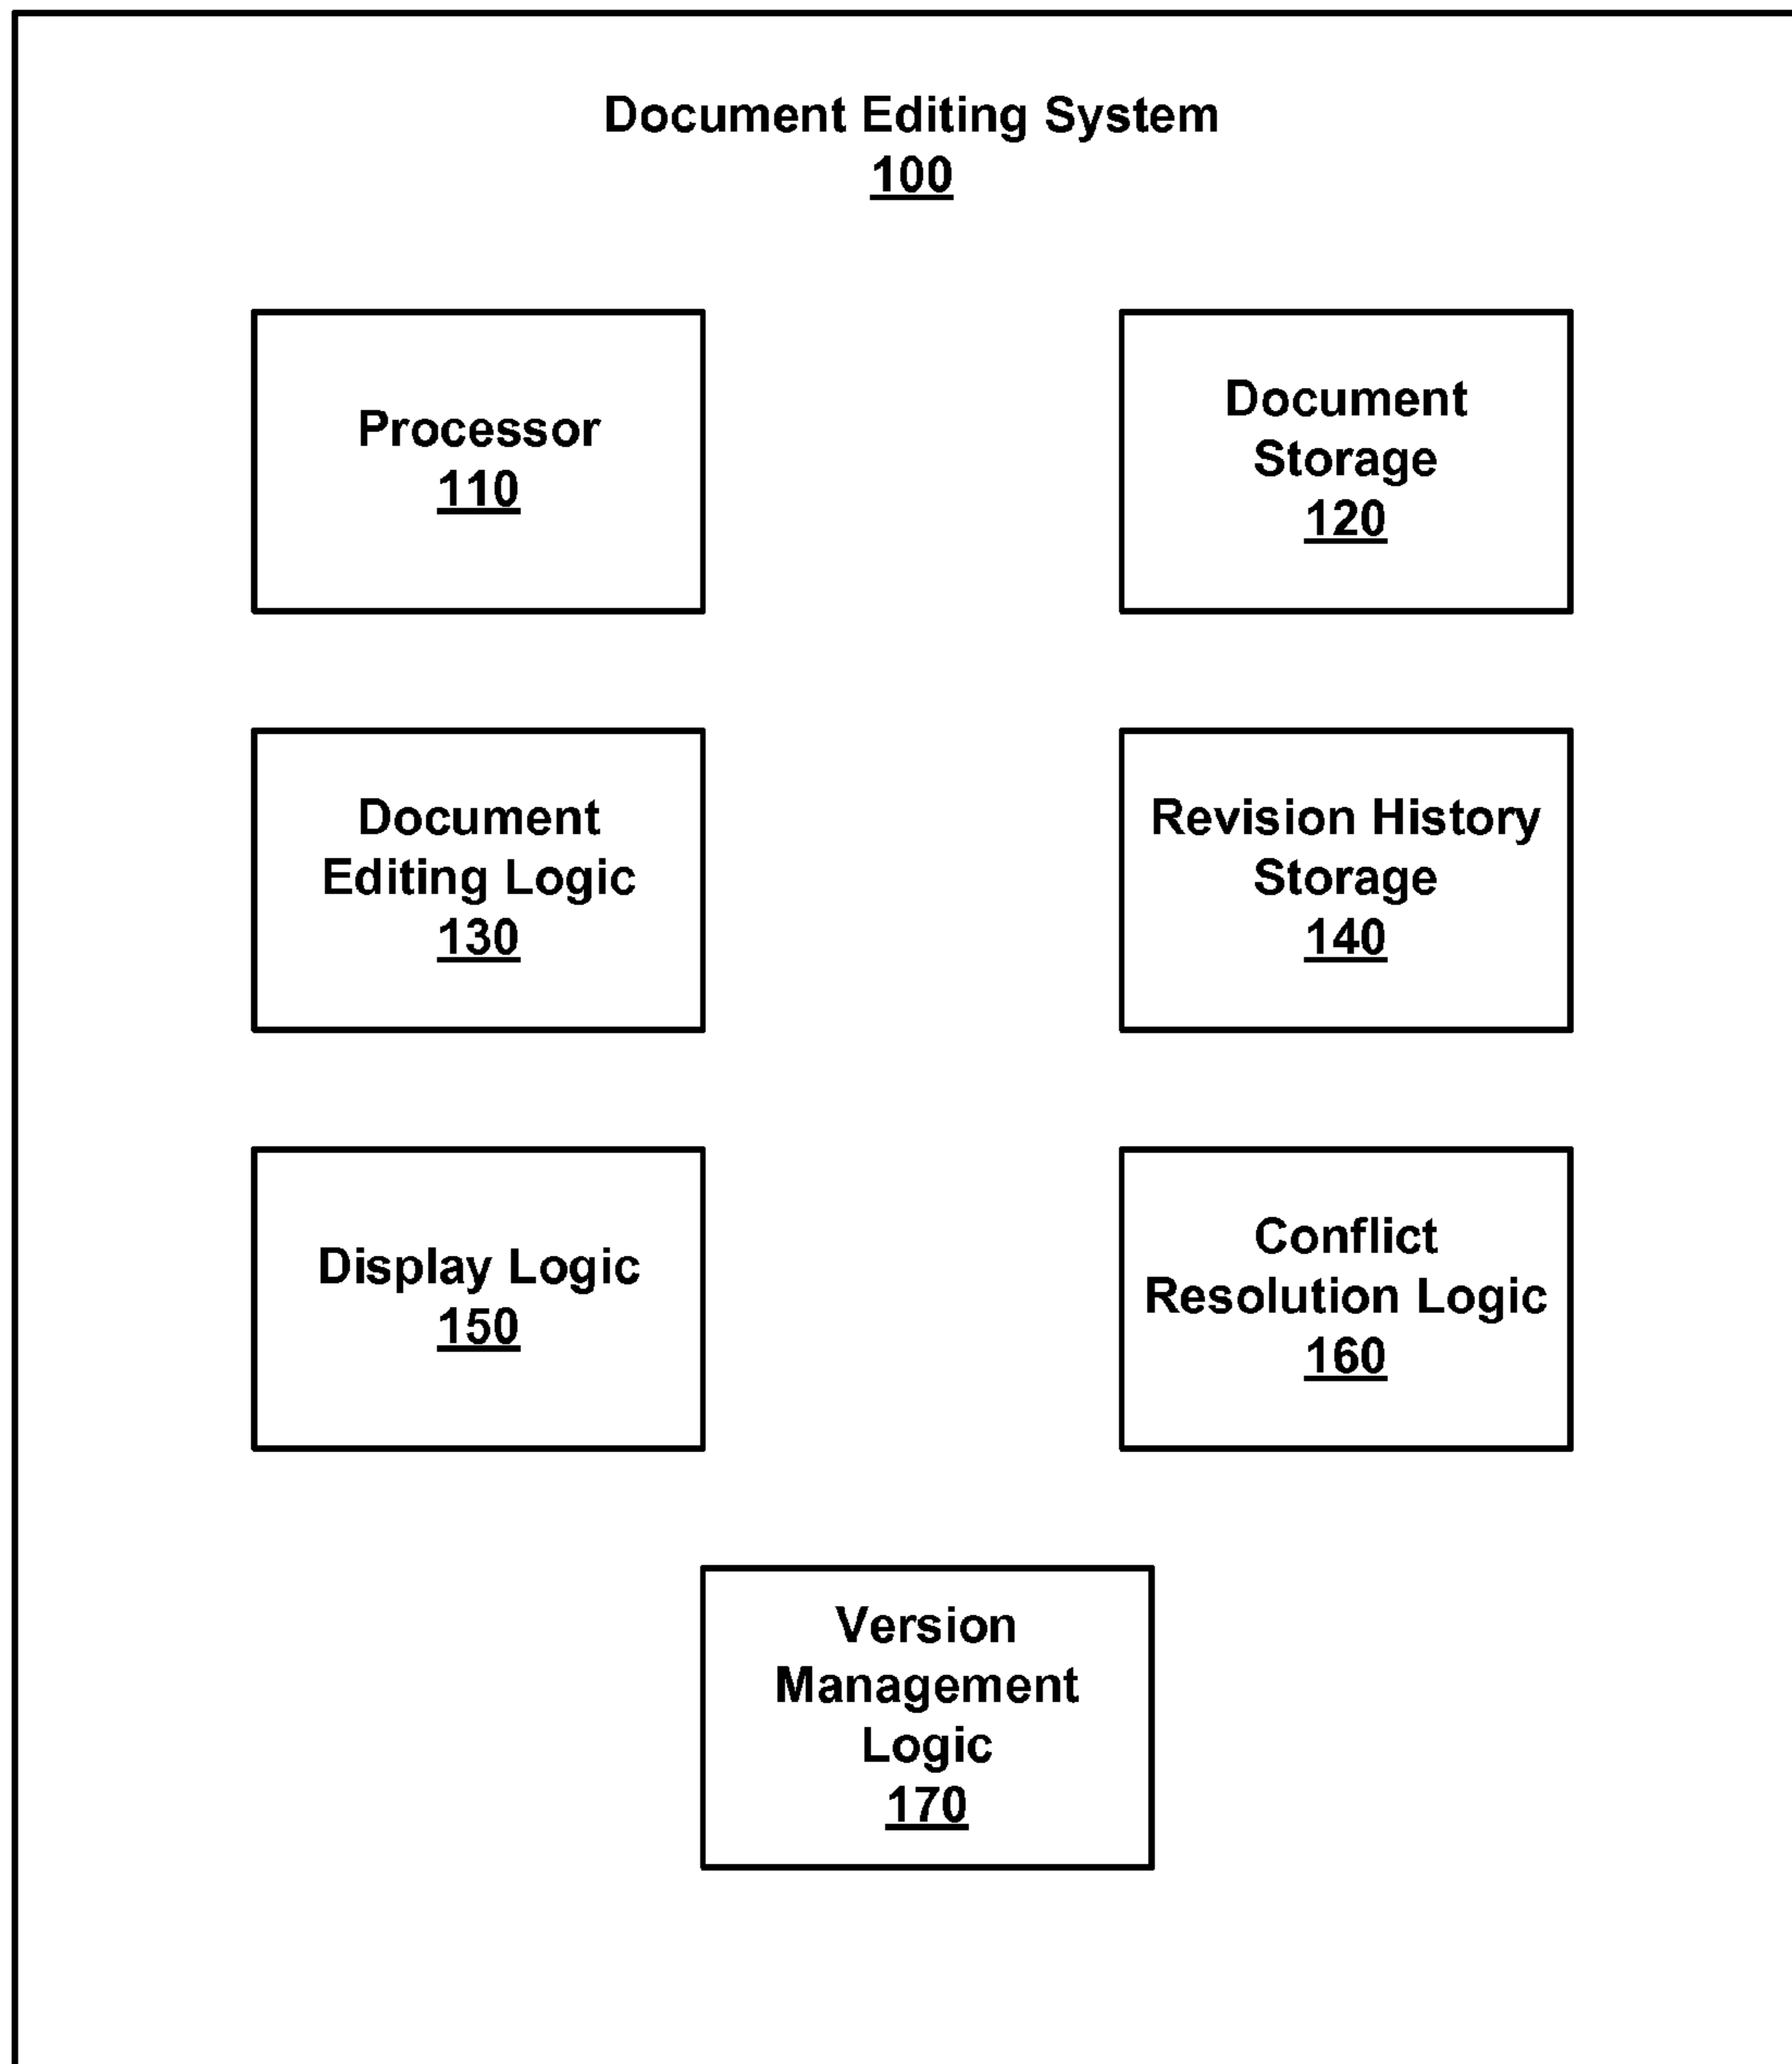 Document Editing System
100
Processor
110
Document
Storage
120
Document
Editing Logic
130
Revision History
Storage
140
Display Logic
150
Conflict
Resolution Logic
160
Version
Management
Logic
170